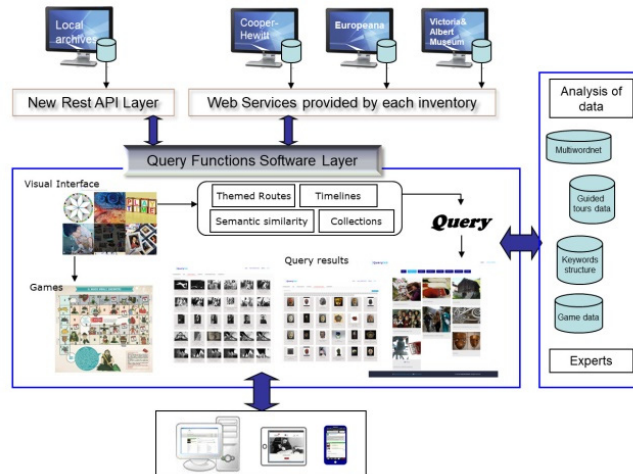 Local
archives
Cooper-
Hewitt
Europeana
Victoria&
Albert
Museum
New Rest API Layer
Web Services provided by each inventory
Query Functions Software Layer
Visual Interface
Themed Routes
Timelines
Semantic similarity
Collections
Query
Query results
Games
Analysis of
data
Multiwordnet
Guided
tours data
Keywords
structure
Game data
Experts